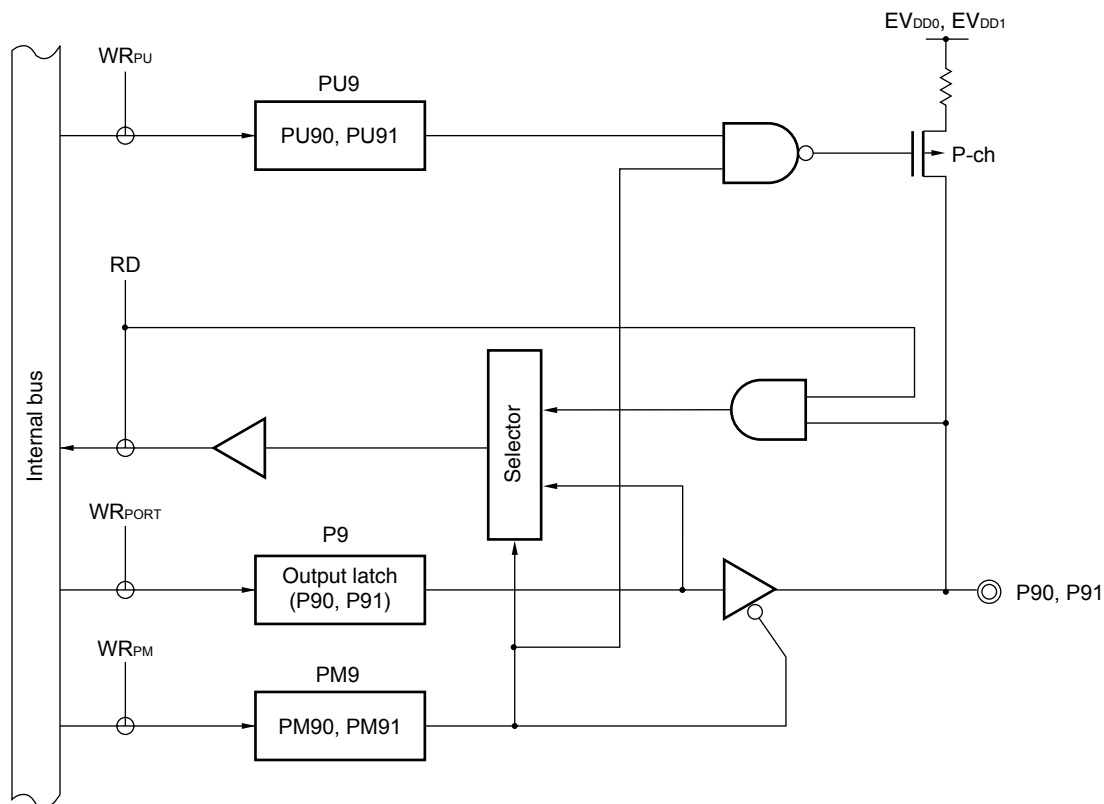 EVDD0, EVDD1
WRPU
PU9
PU90, PU91
P-ch
RD
Internal bus
Selector
WRPORT
P9
Output latch
(P90, P91)
P90, P91
WRPM
PM9
PM90, PM91